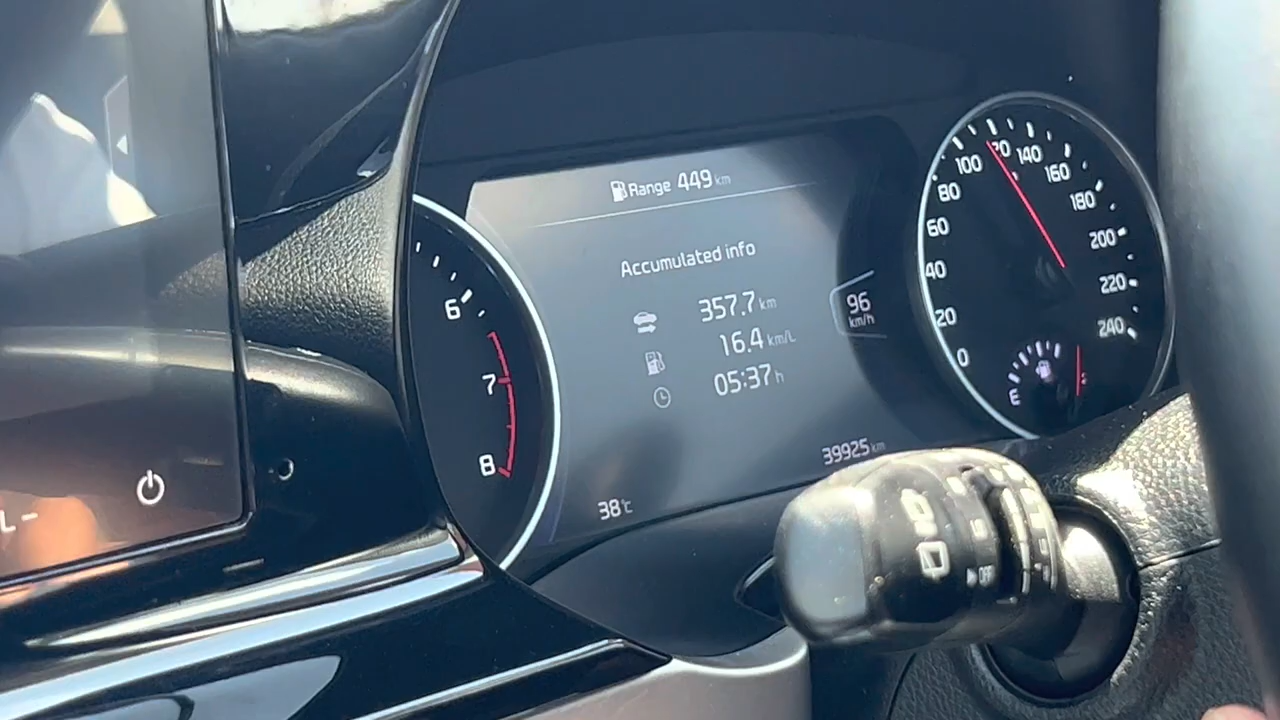 Range 449 km
Accumulated info
357.7 km
16.4 km/L
05:37 h
96
km/h
39925 km
38°C
6
7
8
0
20
40
60
80
100
140
160
180
200
220
240
E
OFF